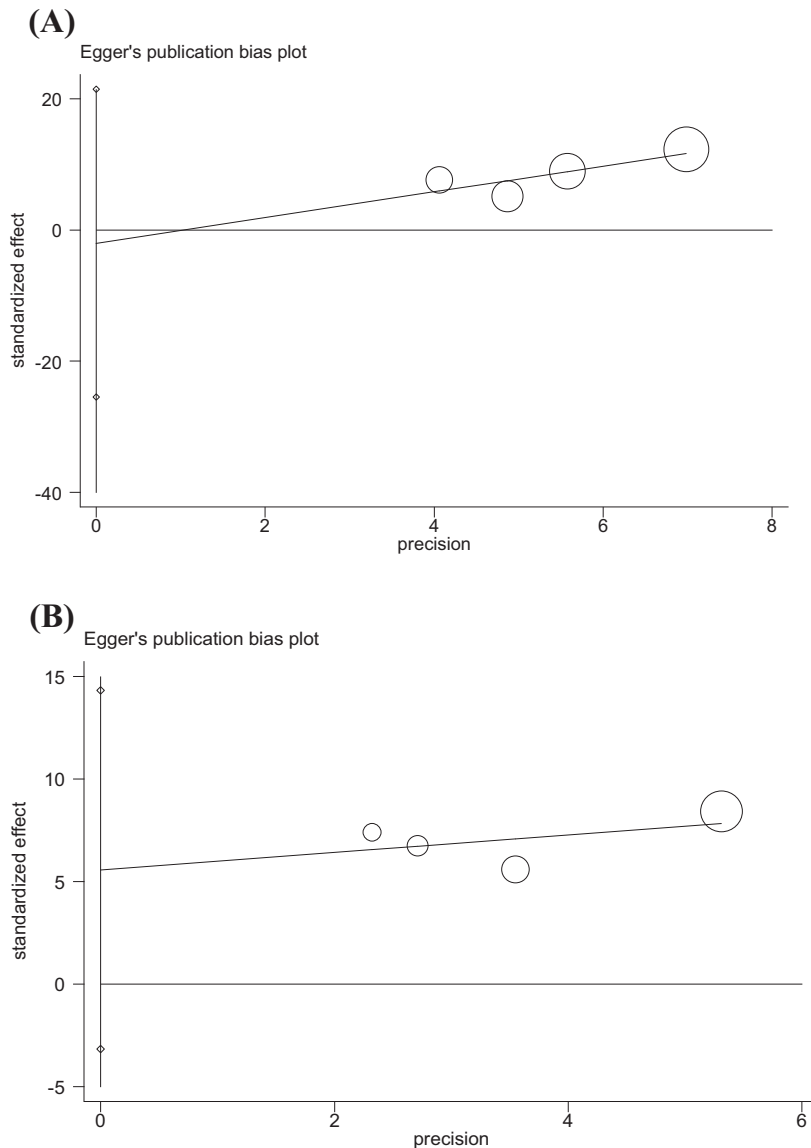 (A)
Egger's publication bias plot
20
0
-20
-40
standardized effect
0 2 4 6 8
precision
(B)
Egger's publication bias plot
15
10
5
0
-5
standardized effect
0 2 4 6
precision